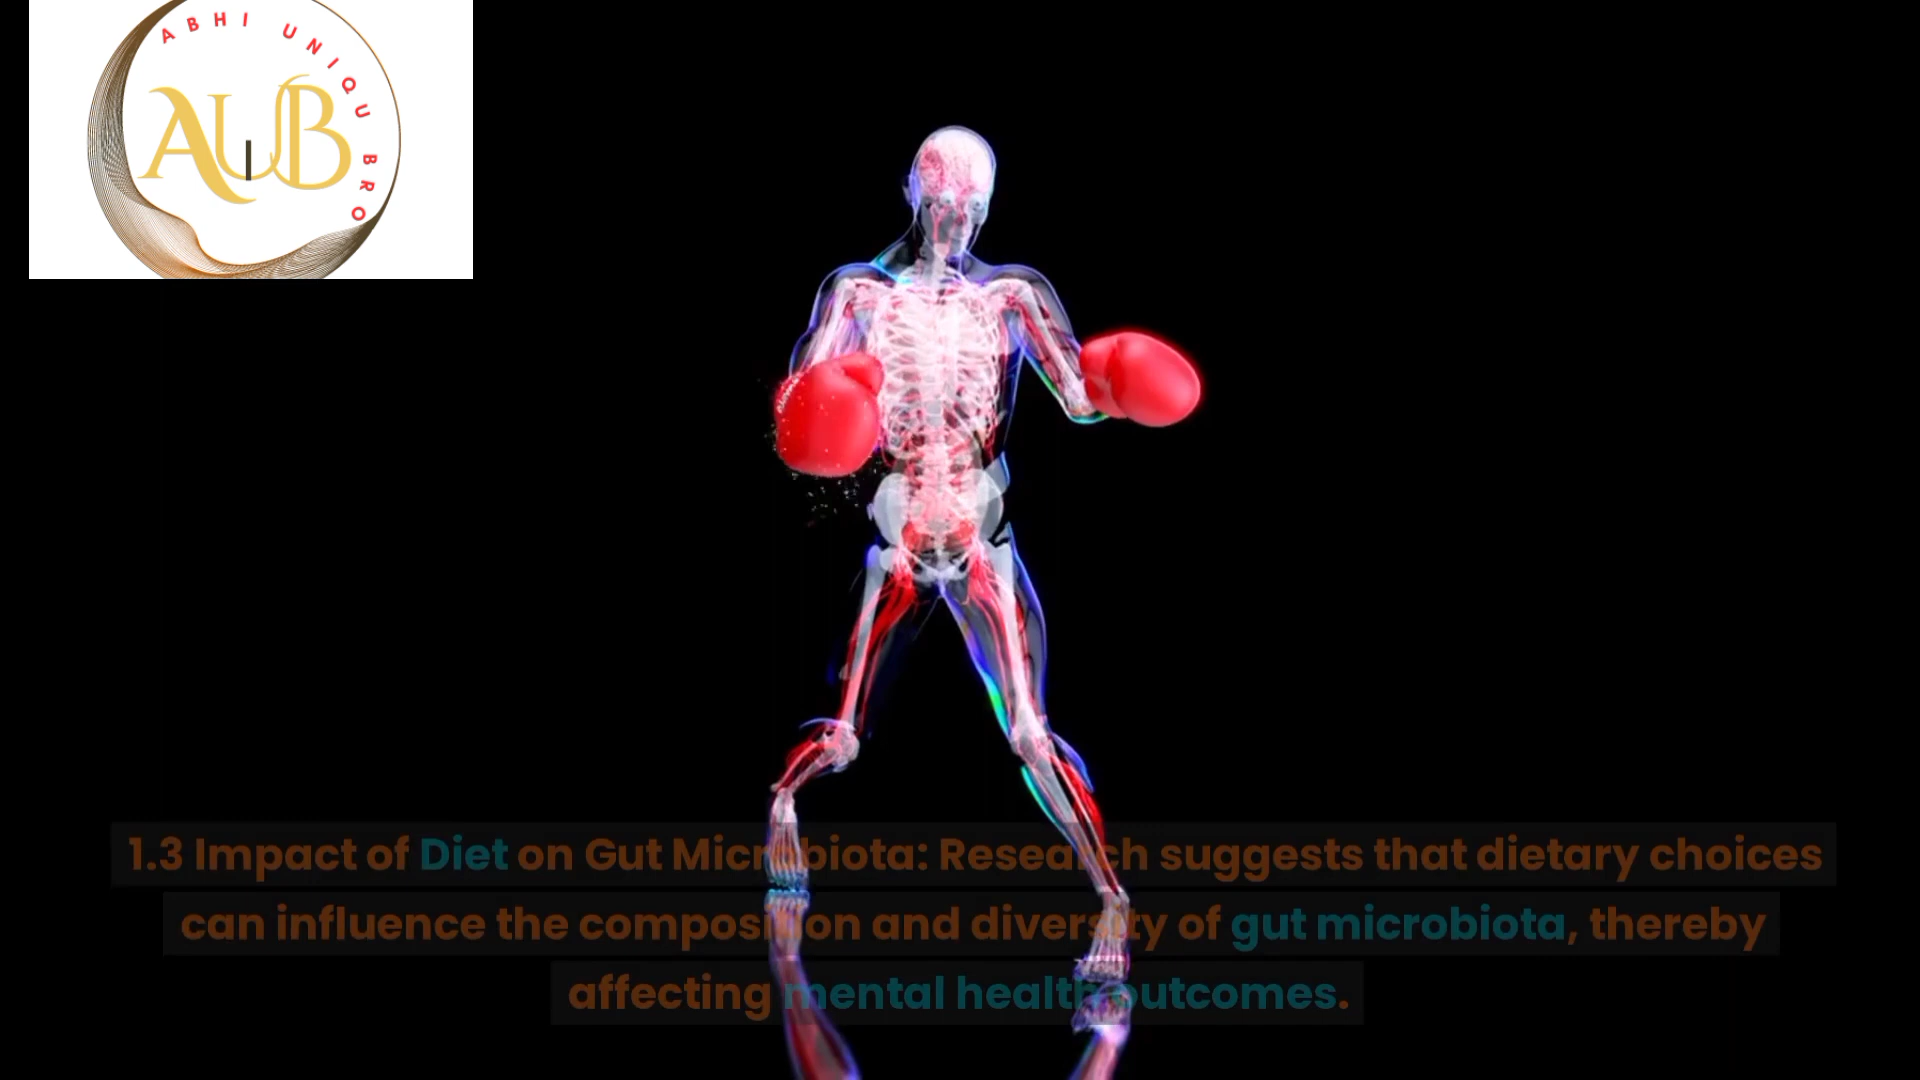 ABHI UNIQU BRO
AUB
1.3 Impact of Diet on Gut Microbiota: Research suggests that dietary choices
can influence the composition and diversity of gut microbiota, thereby
affecting mental health outcomes.